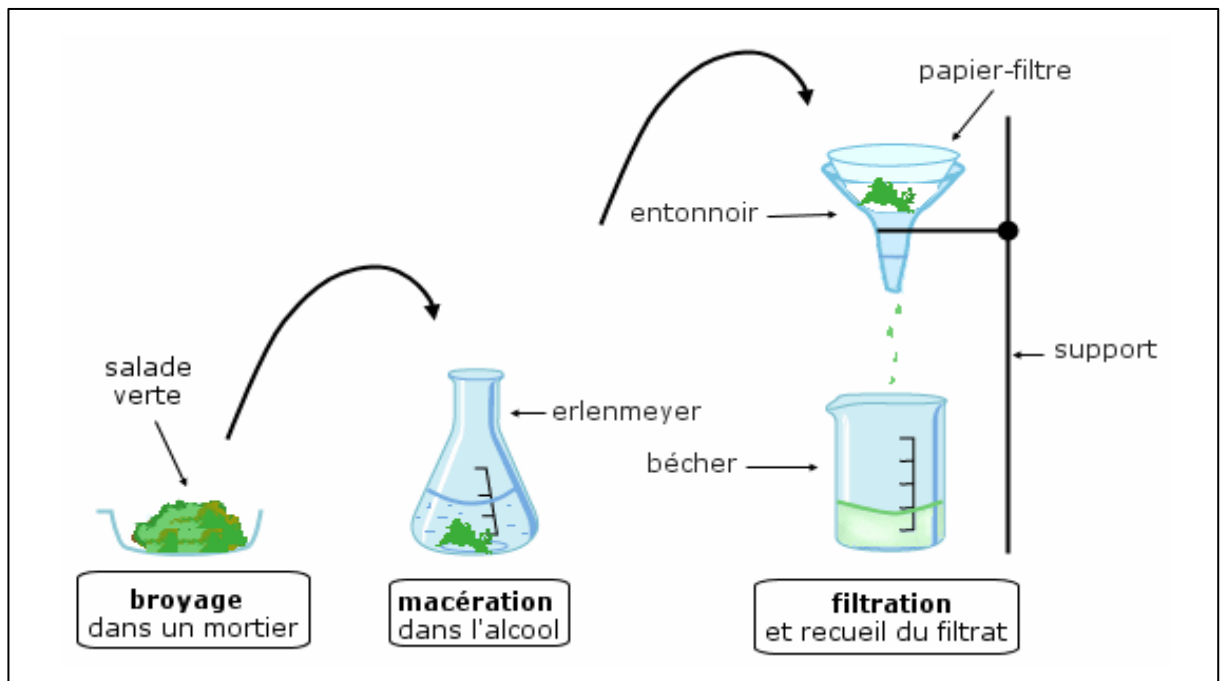 papier-filtre
entonnoir
support
salade
verte
erlenmeyer
bécher
broyage
dans un mortier
macération
dans l'alcool
filtration
et recueil du filtrat